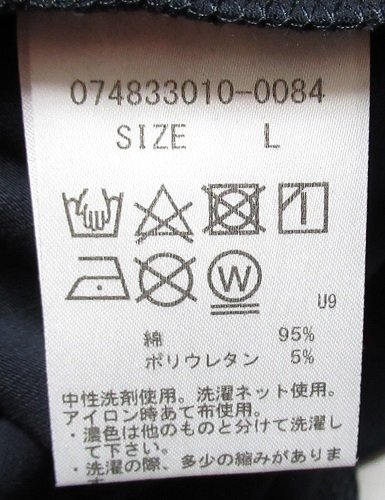 074833010-0084
SIZE L
W
U9
綿 95%
ポリウレタン 5%
中性洗剤使用。洗濯ネット使用。
アイロン時あて布使用。
・濃色は他のものと分けて洗濯し
て下さい。
・洗濯の際、多少の縮みがありま
す。